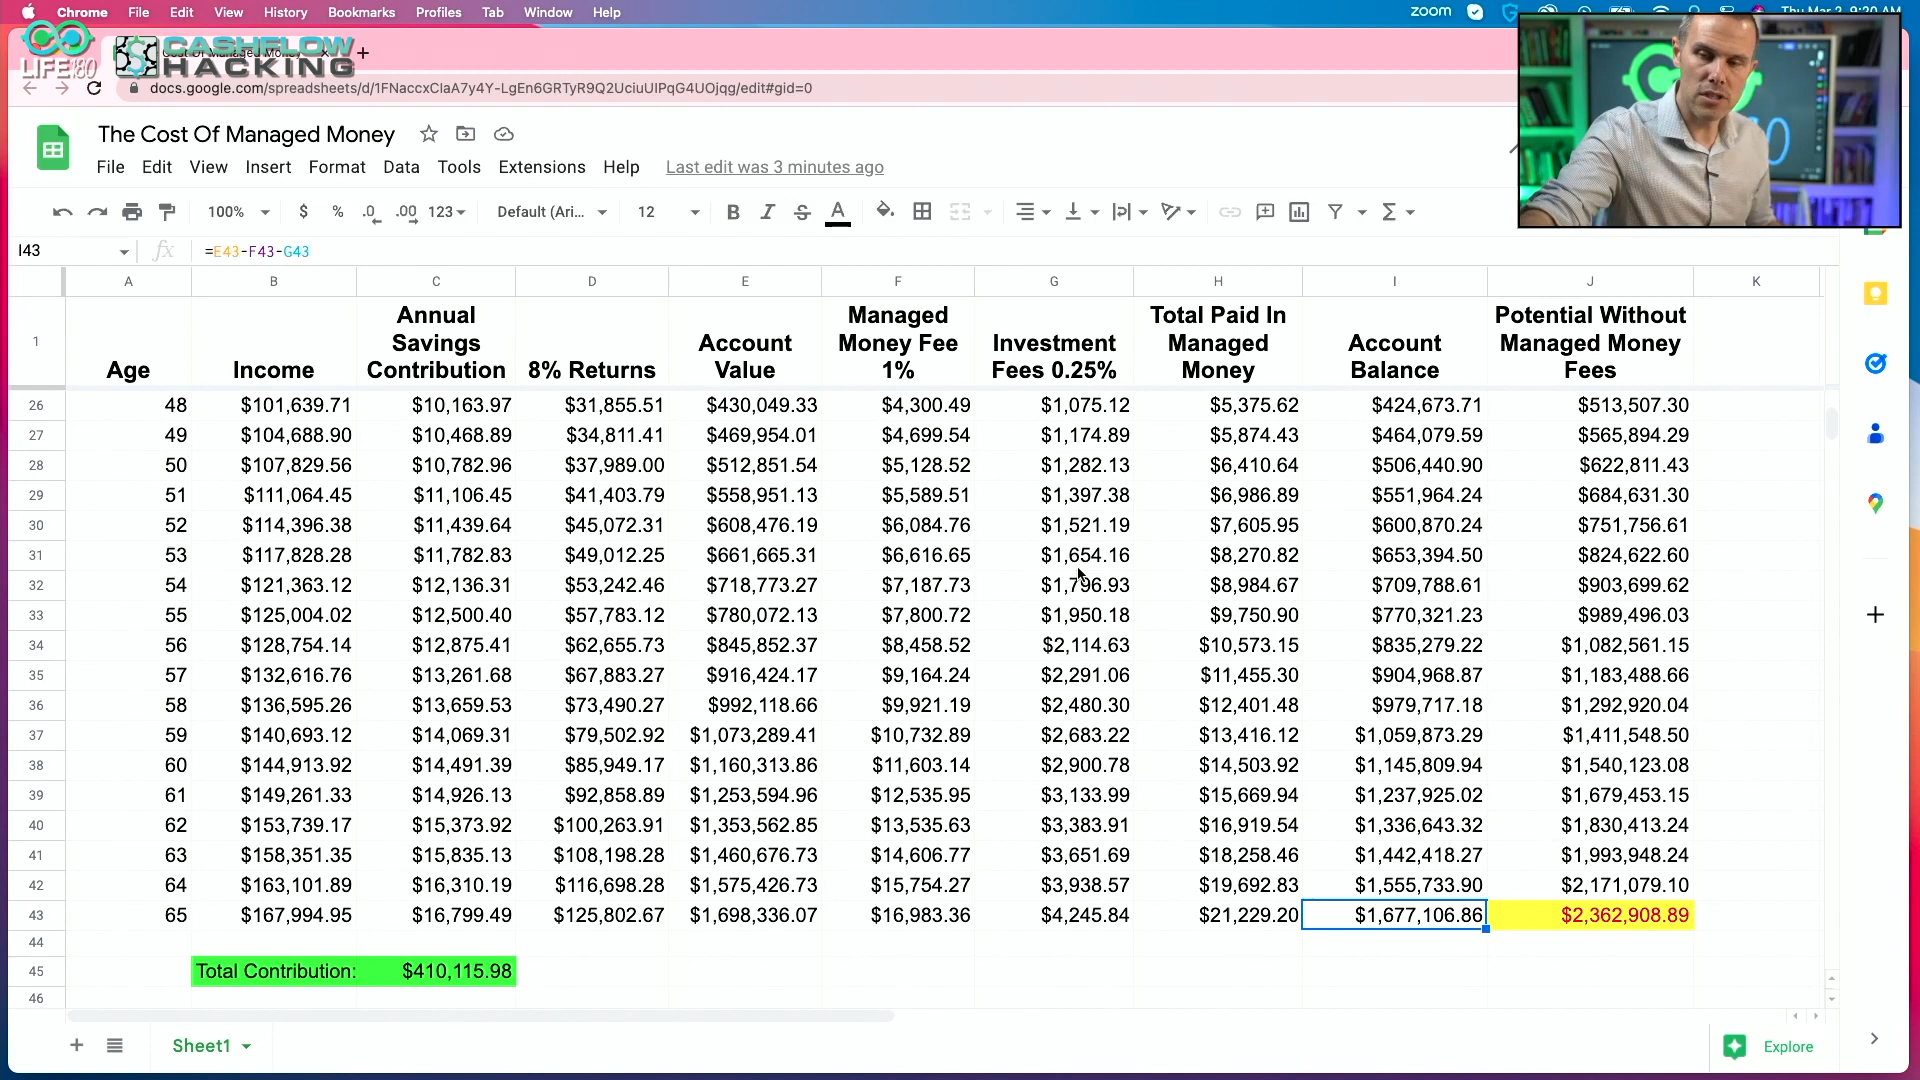 Chrome File Edit View History Bookmarks Profiles Tab Window Help
zoom
LIFE180
CASHFLOW
HACKING
docs.google.com/spreadsheets/d/1FNaccxClaA7y4Y-LgEn6GRTyR9Q2UciuUIPqG4UOjqg/edit#gid=0
The Cost Of Managed Money
File Edit View Insert Format Data Tools Extensions Help Last edit was 3 minutes ago
100% $ % .0 .00 123 Default (Ari... 12 B I S A
I43 fx =E43-F43-G43
A B C D E F G H I J K
1 Age Income Annual Savings Contribution 8% Returns Account Value Managed Money Fee 1% Investment Fees 0.25% Total Paid In Managed Money Account Balance Potential Without Managed Money Fees
26 48 $101,639.71 $10,163.97 $31,855.51 $430,049.33 $4,300.49 $1,075.12 $5,375.62 $424,673.71 $513,507.30
27 49 $104,688.90 $10,468.89 $34,811.41 $469,954.01 $4,699.54 $1,174.89 $5,874.43 $464,079.59 $565,894.29
28 50 $107,829.56 $10,782.96 $37,989.00 $512,851.54 $5,128.52 $1,282.13 $6,410.64 $506,440.90 $622,811.43
29 51 $111,064.45 $11,106.45 $41,403.79 $558,951.13 $5,589.51 $1,397.38 $6,986.89 $551,964.24 $684,631.30
30 52 $114,396.38 $11,439.64 $45,072.31 $608,476.19 $6,084.76 $1,521.19 $7,605.95 $600,870.24 $751,756.61
31 53 $117,828.28 $11,782.83 $49,012.25 $661,665.31 $6,616.65 $1,654.16 $8,270.82 $653,394.50 $824,622.60
32 54 $121,363.12 $12,136.31 $53,242.46 $718,773.27 $7,187.73 $1,796.93 $8,984.67 $709,788.61 $903,699.62
33 55 $125,004.02 $12,500.40 $57,783.12 $780,072.13 $7,800.72 $1,950.18 $9,750.90 $770,321.23 $989,496.03
34 56 $128,754.14 $12,875.41 $62,655.73 $845,852.37 $8,458.52 $2,114.63 $10,573.15 $835,279.22 $1,082,561.15
35 57 $132,616.76 $13,261.68 $67,883.27 $916,424.17 $9,164.24 $2,291.06 $11,455.30 $904,968.87 $1,183,488.66
36 58 $136,595.26 $13,659.53 $73,490.27 $992,118.66 $9,921.19 $2,480.30 $12,401.48 $979,717.18 $1,292,920.04
37 59 $140,693.12 $14,069.31 $79,502.92 $1,073,289.41 $10,732.89 $2,683.22 $13,416.12 $1,059,873.29 $1,411,548.50
38 60 $144,913.92 $14,491.39 $85,949.17 $1,160,313.86 $11,603.14 $2,900.78 $14,503.92 $1,145,809.94 $1,540,123.08
39 61 $149,261.33 $14,926.13 $92,858.89 $1,253,594.96 $12,535.95 $3,133.99 $15,669.94 $1,237,925.02 $1,679,453.15
40 62 $153,739.17 $15,373.92 $100,263.91 $1,353,562.85 $13,535.63 $3,383.91 $16,919.54 $1,336,643.32 $1,830,413.24
41 63 $158,351.35 $15,835.13 $108,198.28 $1,460,676.73 $14,606.77 $3,651.69 $18,258.46 $1,442,418.27 $1,993,948.24
42 64 $163,101.89 $16,310.19 $116,698.28 $1,575,426.73 $15,754.27 $3,938.57 $19,692.83 $1,555,733.90 $2,171,079.10
43 65 $167,994.95 $16,799.49 $125,802.67 $1,698,336.07 $16,983.36 $4,245.84 $21,229.20 $1,677,106.86 $2,362,908.89
44
45 Total Contribution: $410,115.98
46
Sheet1
Explore